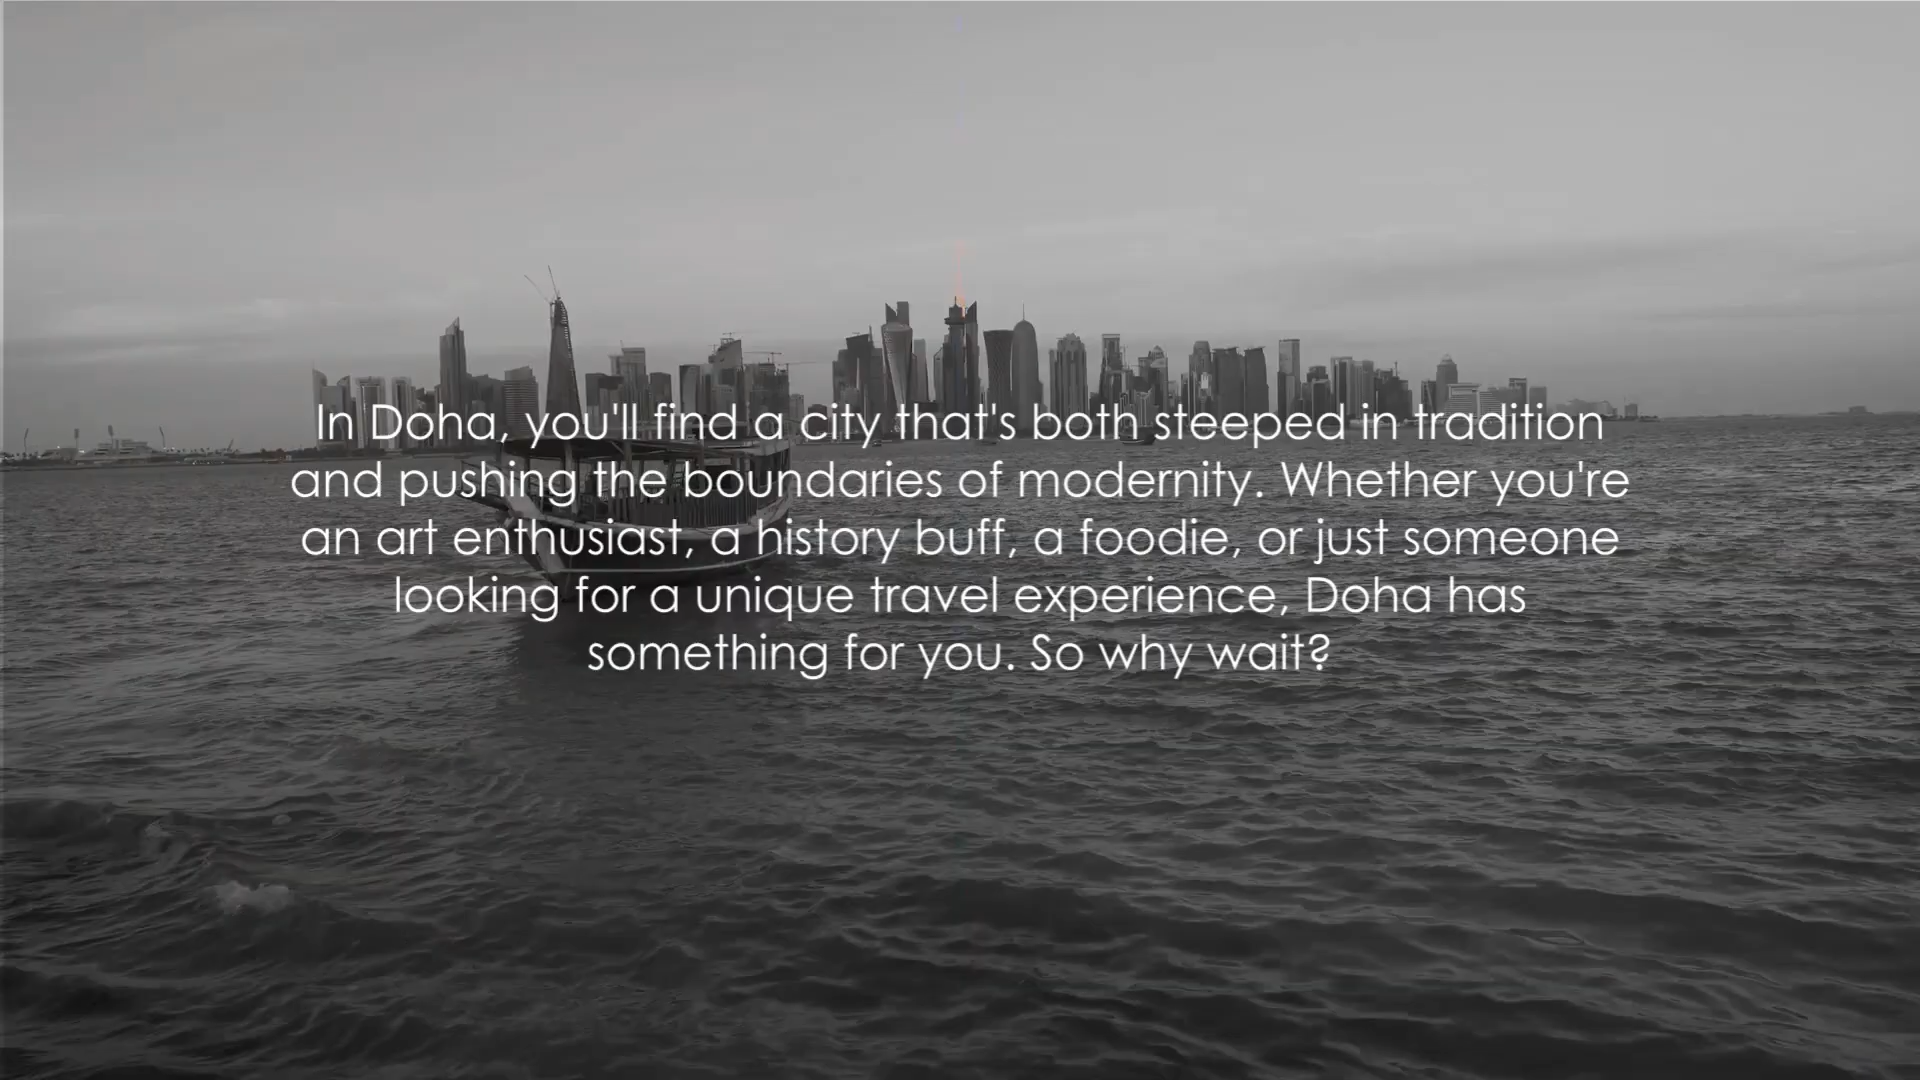 In Doha, you'll find a city that's both steeped in tradition
and pushing the boundaries of modernity. Whether you're
an art enthusiast, a history buff, a foodie, or just someone
looking for a unique travel experience, Doha has
something for you. So why wait?